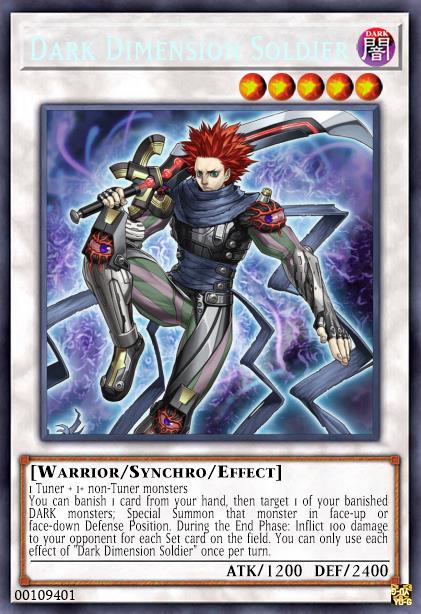 Dark Dimension Soldier
DARK
闇
[Warrior/Synchro/Effect]
1 Tuner + 1+ non-Tuner monsters
You can banish 1 card from your hand, then target 1 of your banished
DARK monsters; Special Summon that monster in face-up or
face-down Defense Position. During the End Phase: Inflict 100 damage
to your opponent for each Set card on the field. You can only use each
effect of "Dark Dimension Soldier" once per turn.
ATK/1200 DEF/2400
00109401